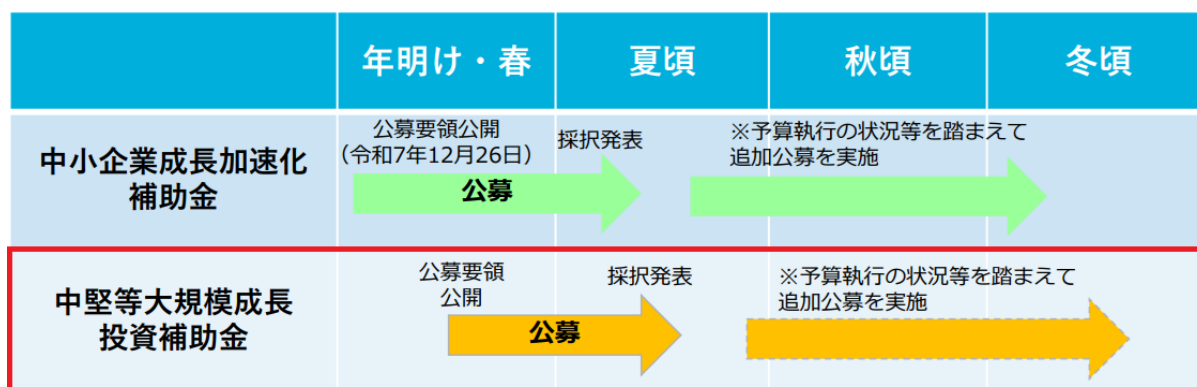 年明け・春
夏頃
秋頃
冬頃
中小企業成長加速化
補助金
公募要領公開
（令和7年12月26日）
公募
採択発表
※予算執行の状況等を踏まえて
追加公募を実施
中堅等大規模成長
投資補助金
公募要領
公開
公募
採択発表
※予算執行の状況等を踏まえて
追加公募を実施